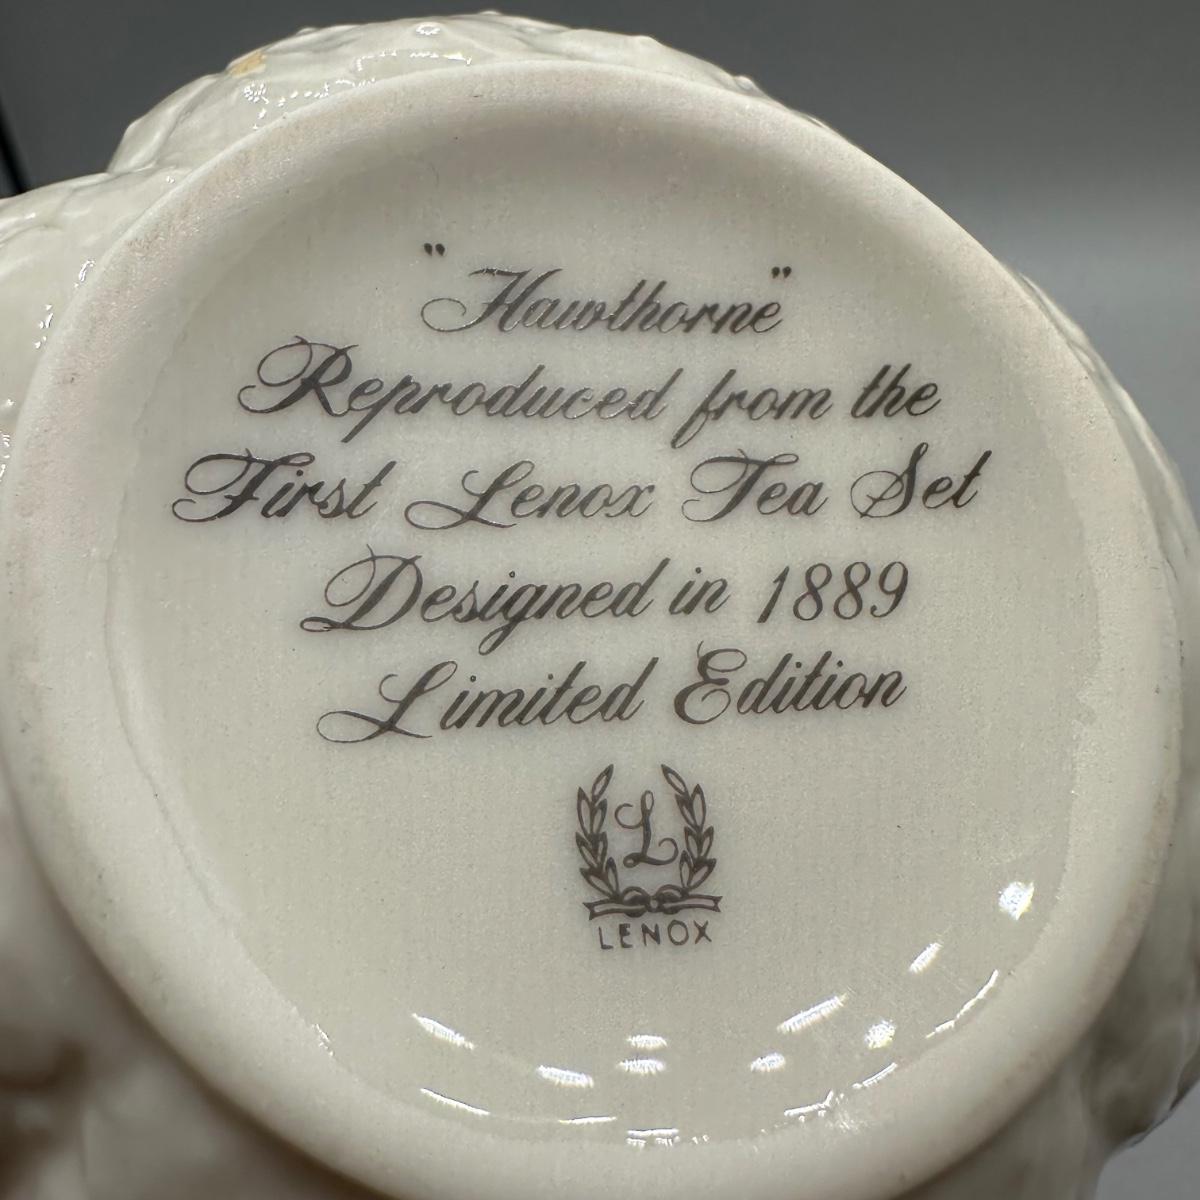 "Hawthorne"
Reproduced from the
First Lenox Tea Set
Designed in 1889
Limited Edition
L
LENOX